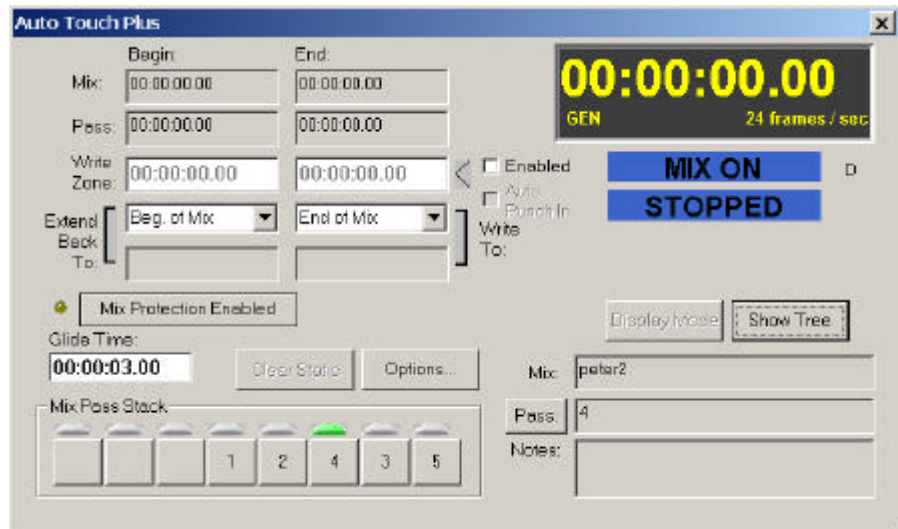 Auto Touch Plus
Begin: End:
Mix: 00:00:00.00 00:00:00.00
Pass: 00:00:00.00 00:00:00.00
Write Zone: 00:00:00.00 00:00:00.00
Enabled
Auto Punch In
Extend Back To: Beg. of Mix End of Mix
Write To:
00:00:00.00
GEN 24 frames / sec
MIX ON D
STOPPED
Mix Protection Enabled
Display Mode Show Tree
Glide Time:
00:00:03.00 Clear Static Options...
Mix: peter2
Pass: 4
Notes:
Mix Pass Stack
1 2 4 3 5